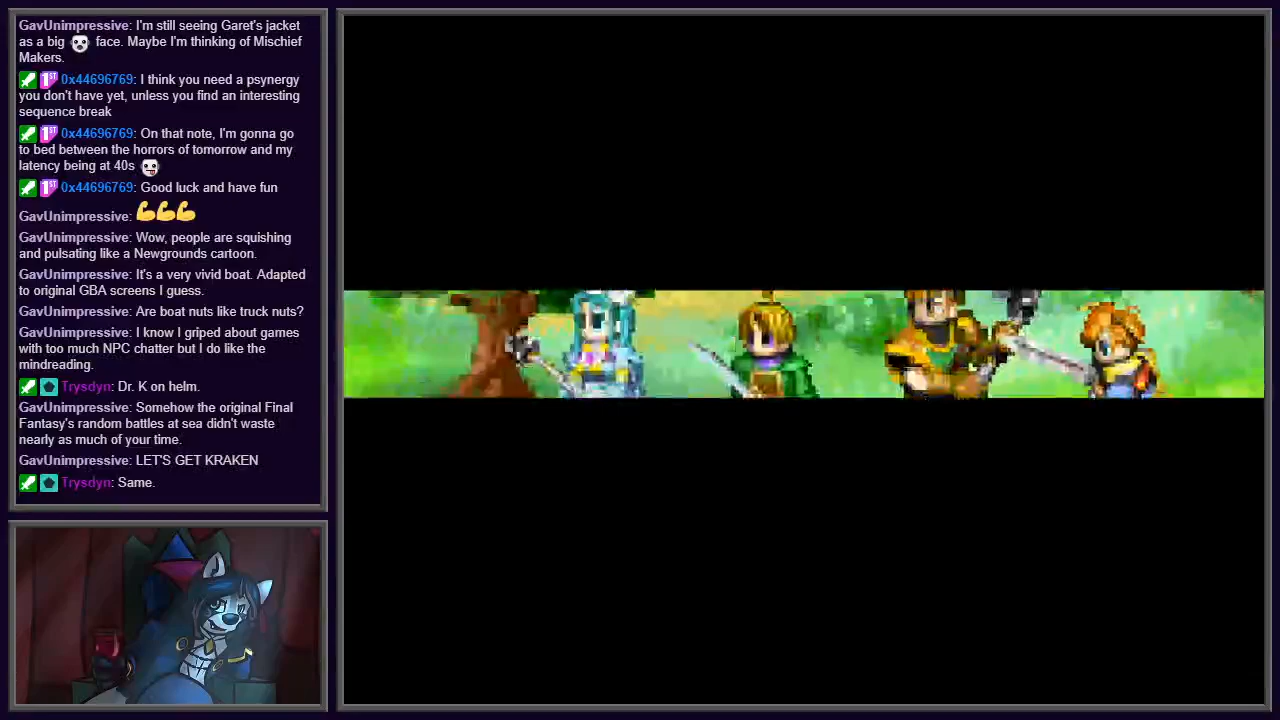 GavUnimpressive: I'm still seeing Garet's jacket
as a big face. Maybe I'm thinking of Mischief
Makers.
1ST 0x44696769: I think you need a psynergy
you don't have yet, unless you find an interesting
sequence break
1ST 0x44696769: On that note, I'm gonna go
to bed between the horrors of tomorrow and my
latency being at 40s
1ST 0x44696769: Good luck and have fun
GavUnimpressive: 💪💪💪
GavUnimpressive: Wow, people are squishing
and pulsating like a Newgrounds cartoon.
GavUnimpressive: It's a very vivid boat. Adapted
to original GBA screens I guess.
GavUnimpressive: Are boat nuts like truck nuts?
GavUnimpressive: I know I griped about games
with too much NPC chatter but I do like the
mindreading.
Trysdyn: Dr. K on helm.
GavUnimpressive: Somehow the original Final
Fantasy's random battles at sea didn't waste
nearly as much of your time.
GavUnimpressive: LET'S GET KRAKEN
Trysdyn: Same.